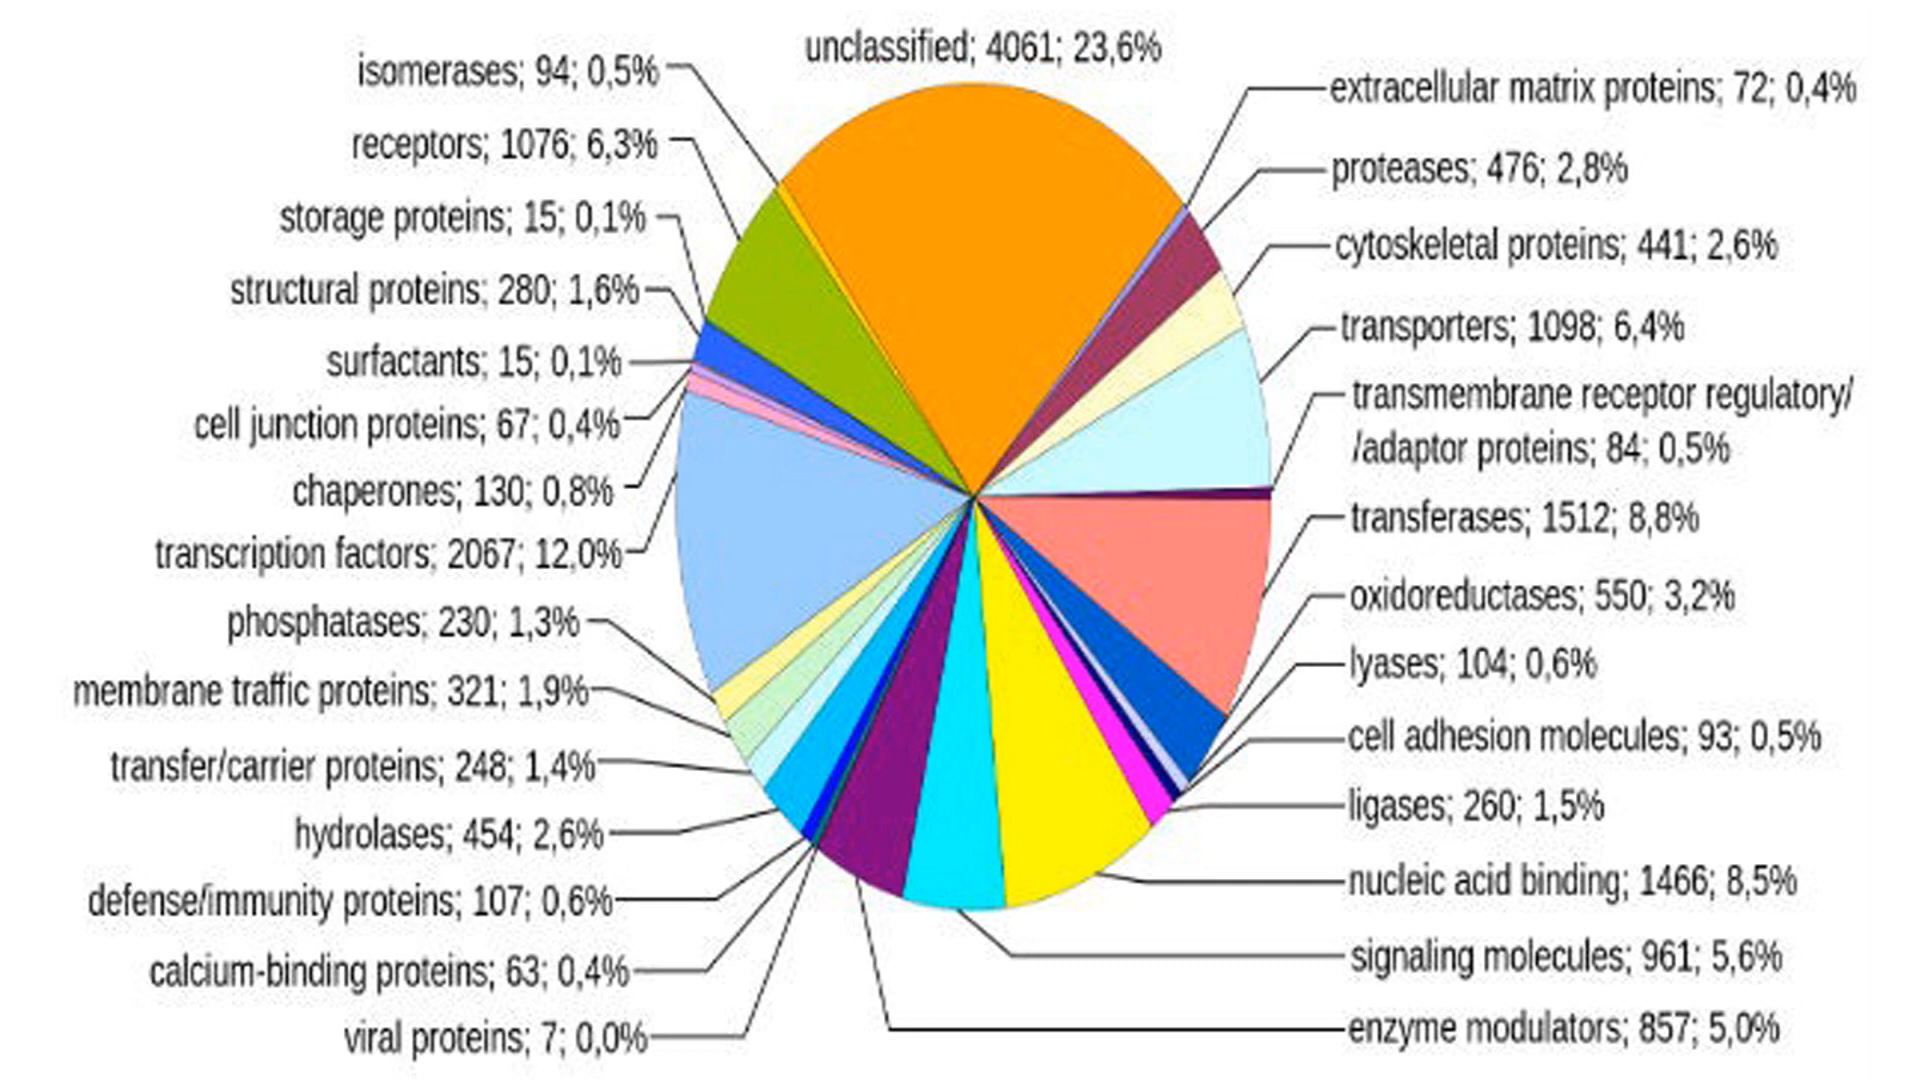 unclassified; 4061; 23,6%
isomerases; 94; 0,5%
receptors; 1076; 6,3%
storage proteins; 15; 0,1%
structural proteins; 280; 1,6%
surfactants; 15; 0,1%
cell junction proteins; 67; 0,4%
chaperones; 130; 0,8%
transcription factors; 2067; 12,0%
phosphatases; 230; 1,3%
membrane traffic proteins; 321; 1,9%
transfer/carrier proteins; 248; 1,4%
hydrolases; 454; 2,6%
defense/immunity proteins; 107; 0,6%
calcium-binding proteins; 63; 0,4%
viral proteins; 7; 0,0%
extracellular matrix proteins; 72; 0,4%
proteases; 476; 2,8%
cytoskeletal proteins; 441; 2,6%
transporters; 1098; 6,4%
transmembrane receptor regulatory/
/adaptor proteins; 84; 0,5%
transferases; 1512; 8,8%
oxidoreductases; 550; 3,2%
lyases; 104; 0,6%
cell adhesion molecules; 93; 0,5%
ligases; 260; 1,5%
nucleic acid binding; 1466; 8,5%
signaling molecules; 961; 5,6%
enzyme modulators; 857; 5,0%